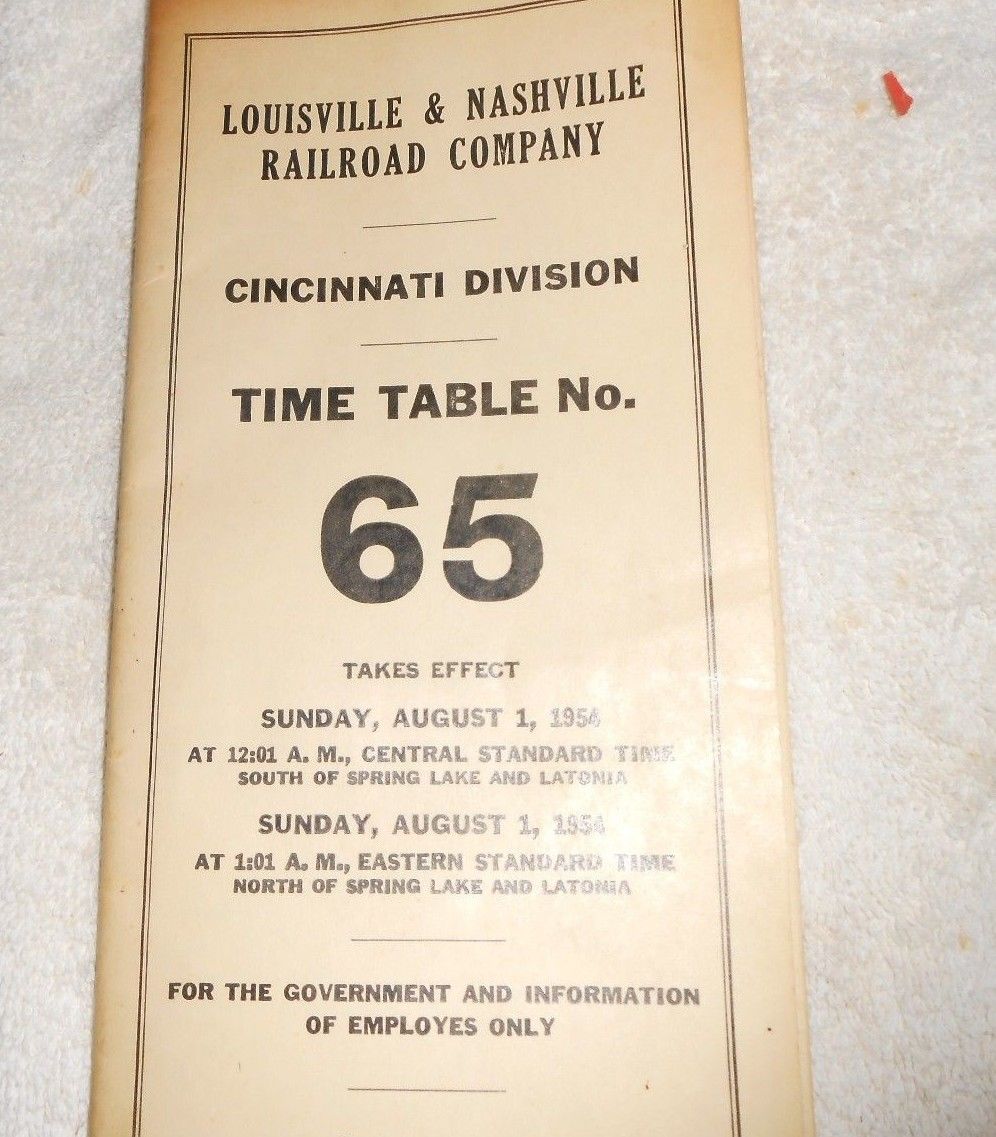 LOUISVILLE & NASHVILLE
RAILROAD COMPANY
CINCINNATI DIVISION
TIME TABLE No.
65
TAKES EFFECT
SUNDAY, AUGUST 1, 1954
AT 12:01 A. M., CENTRAL STANDARD TIME
SOUTH OF SPRING LAKE AND LATONIA
SUNDAY, AUGUST 1, 1954
AT 1:01 A. M., EASTERN STANDARD TIME
NORTH OF SPRING LAKE AND LATONIA
FOR THE GOVERNMENT AND INFORMATION
OF EMPLOYES ONLY